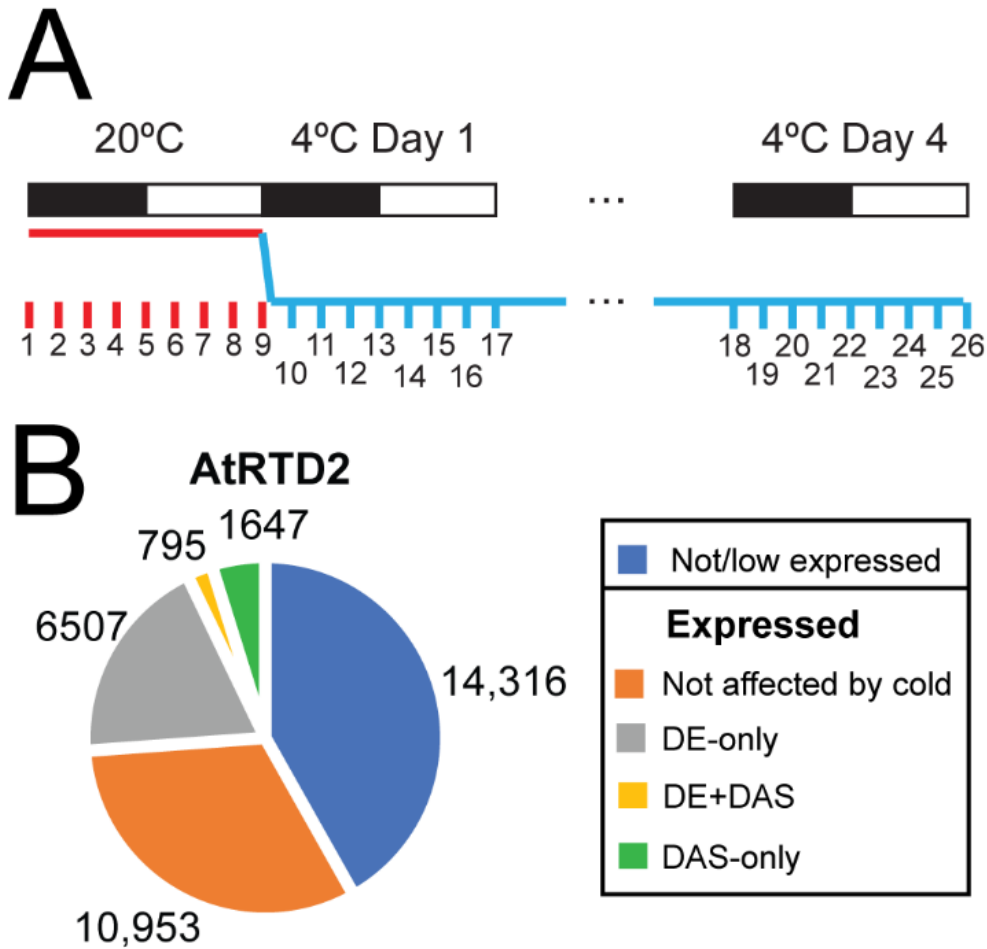 A
20ºC 4ºC Day 1 4ºC Day 4
... 
...
1 2 3 4 5 6 7 8 9 11 13 15 17 18 20 22 24 26
10 12 14 16 19 21 23 25
B
AtRTD2
1647
795
6507
14,316
10,953
Not/low expressed
Expressed
Not affected by cold
DE-only
DE+DAS
DAS-only